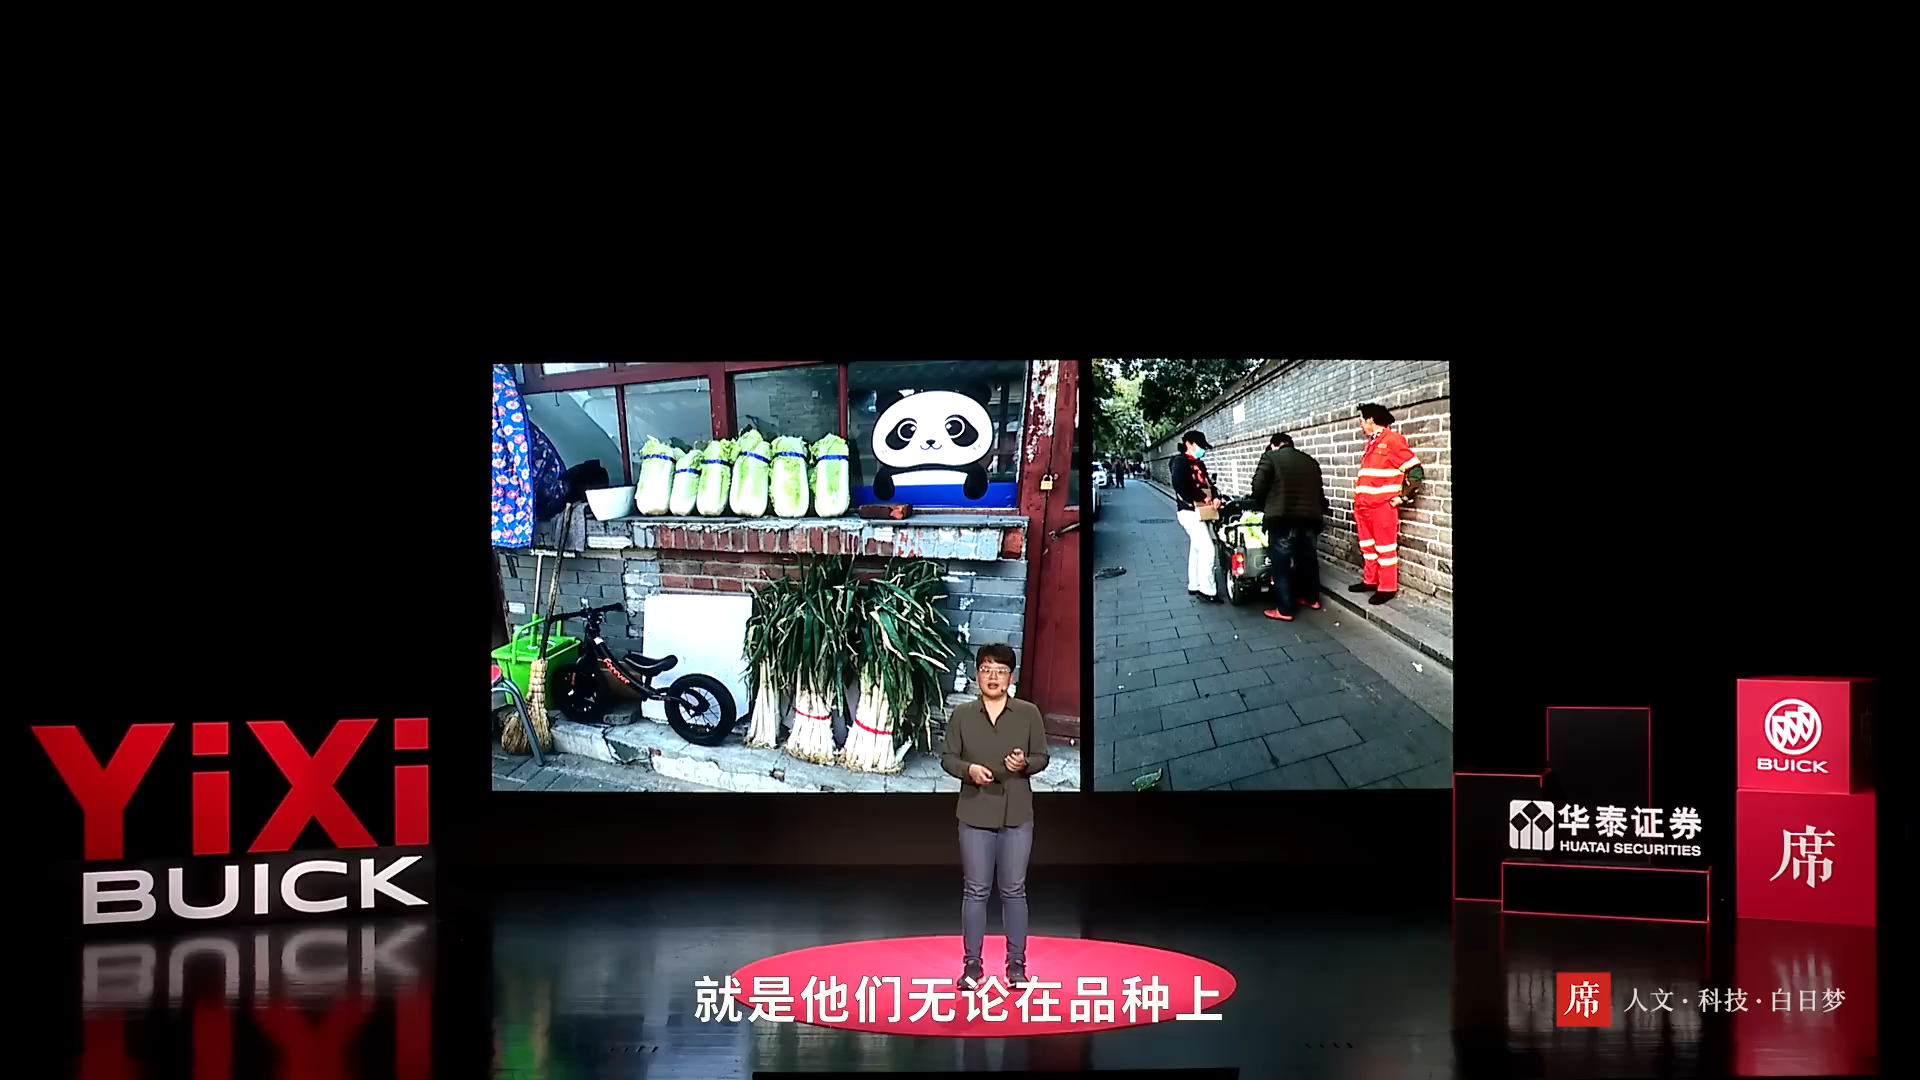 YiXi
BUICK
Forever
BUICK
华泰证券
HUATAI SECURITIES
席
就是他们无论在品种上
席 人文·科技·白日梦